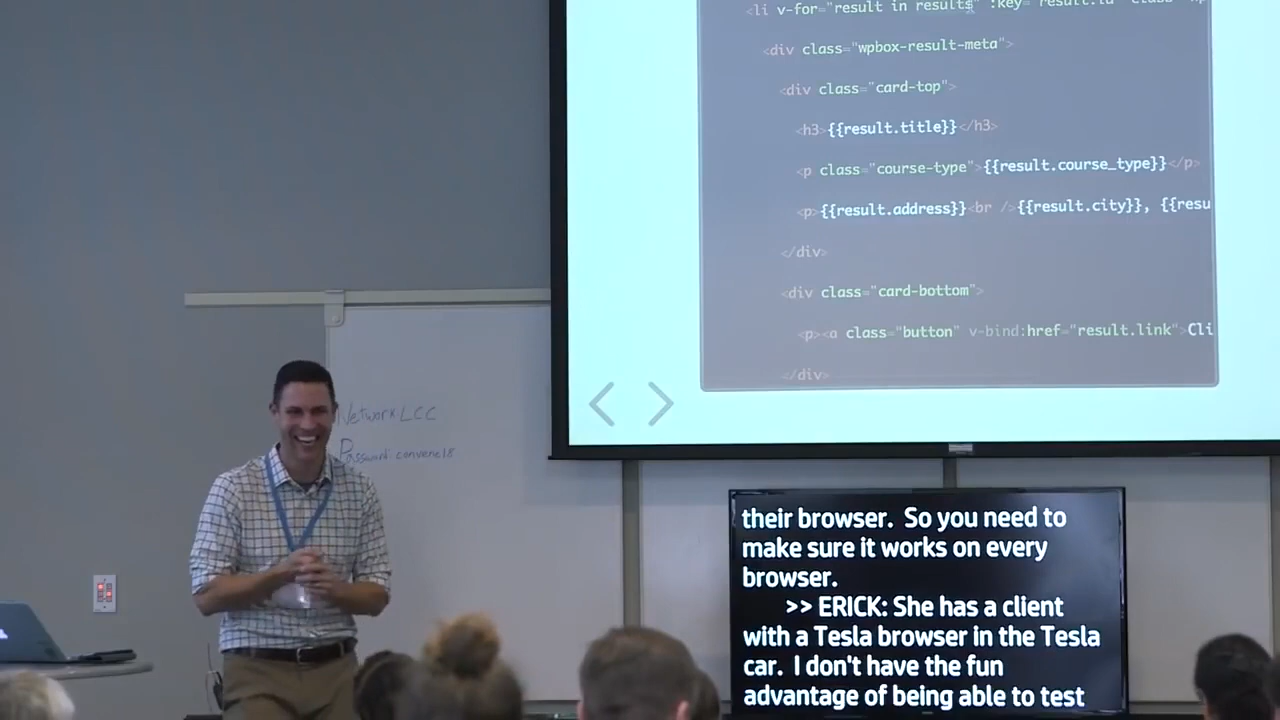 <li v-for="result in results" :key="result.id" class="wp
<div class="wpbox-result-meta">
<div class="card-top">
<h3>{{result.title}}</h3>
<p class="course-type">{{result.course_type}}</p>
<p>{{result.address}}<br />{{result.city}}, {{resu
</div>
<div class="card-bottom">
<p><a class="button" v-bind:href="result.link">Cli
</div>
Network LCC
Password convene18
their browser. So you need to
make sure it works on every
browser.
>> ERICK: She has a client
with a Tesla browser in the Tesla
car. I don't have the fun
advantage of being able to test